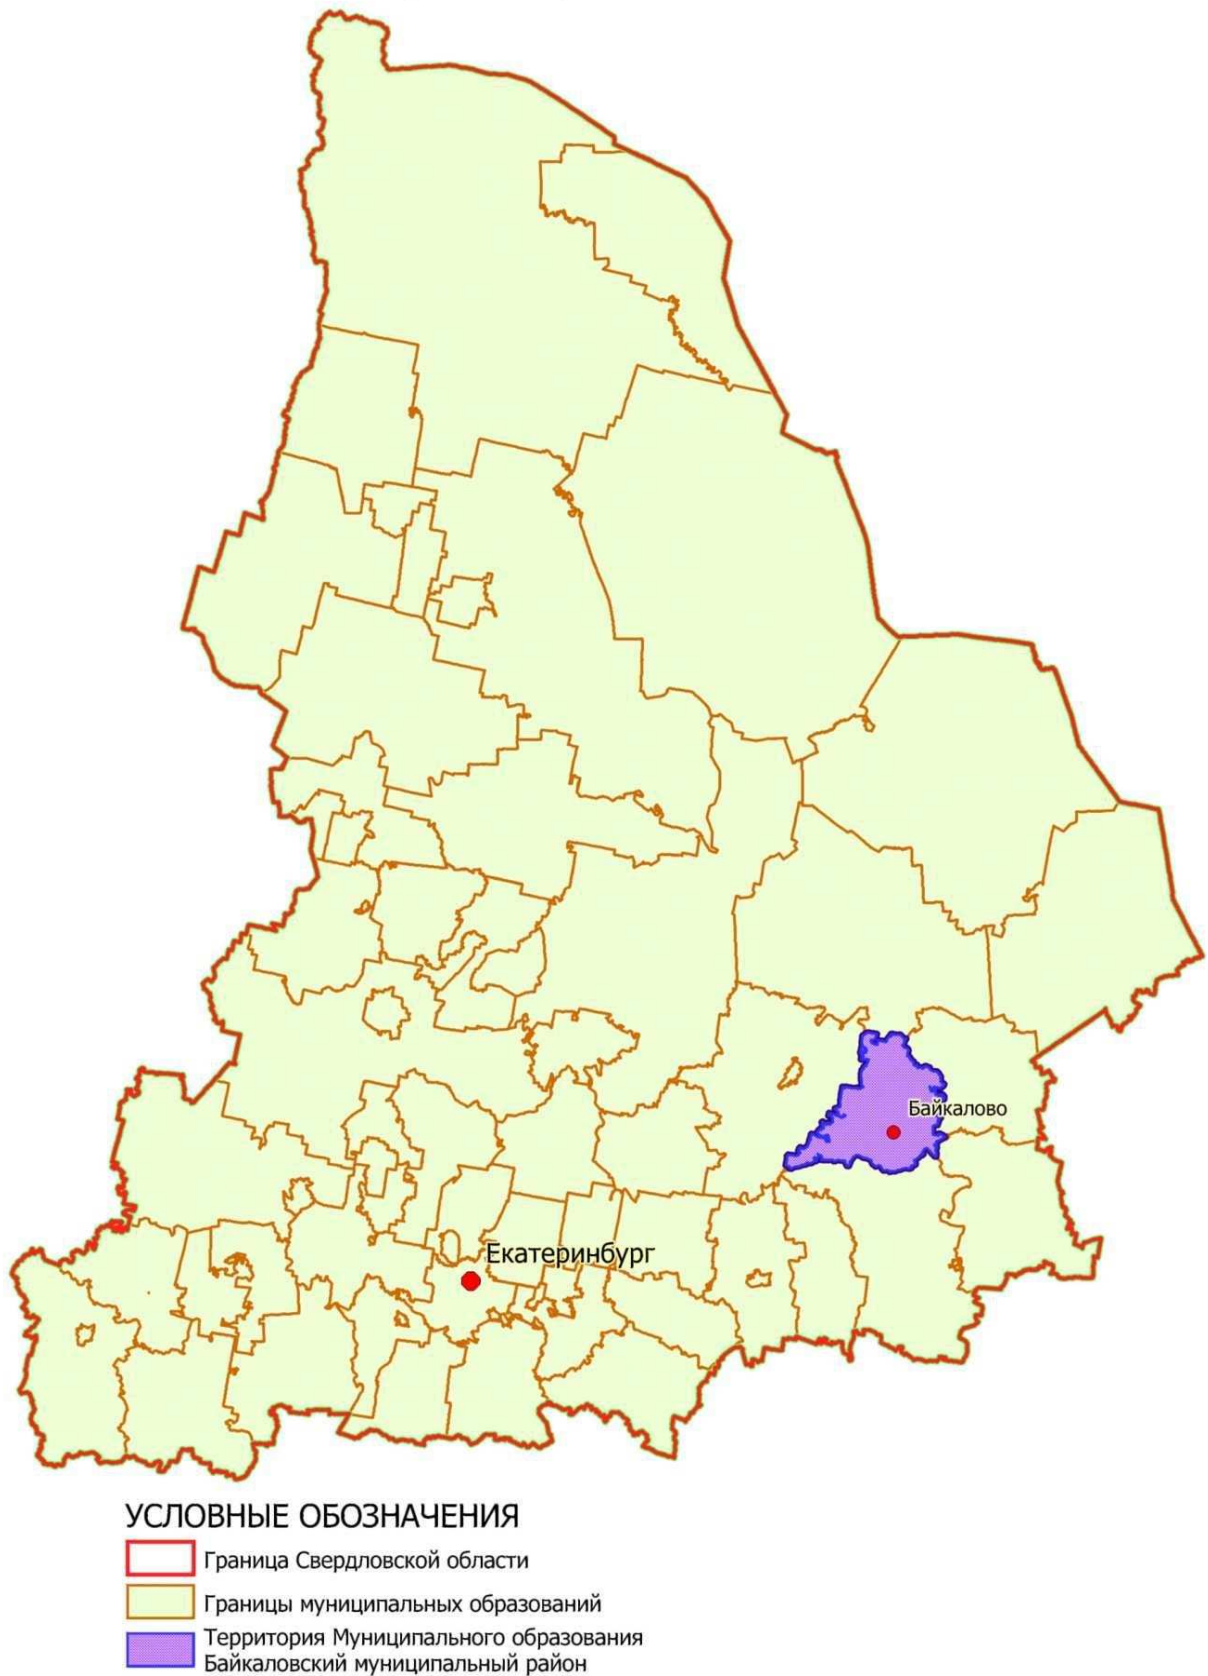 Байкалово
Екатеринбург
УСЛОВНЫЕ ОБОЗНАЧЕНИЯ
Граница Свердловской области
Границы муниципальных образований
Территория Муниципального образования
Байкаловский муниципальный район